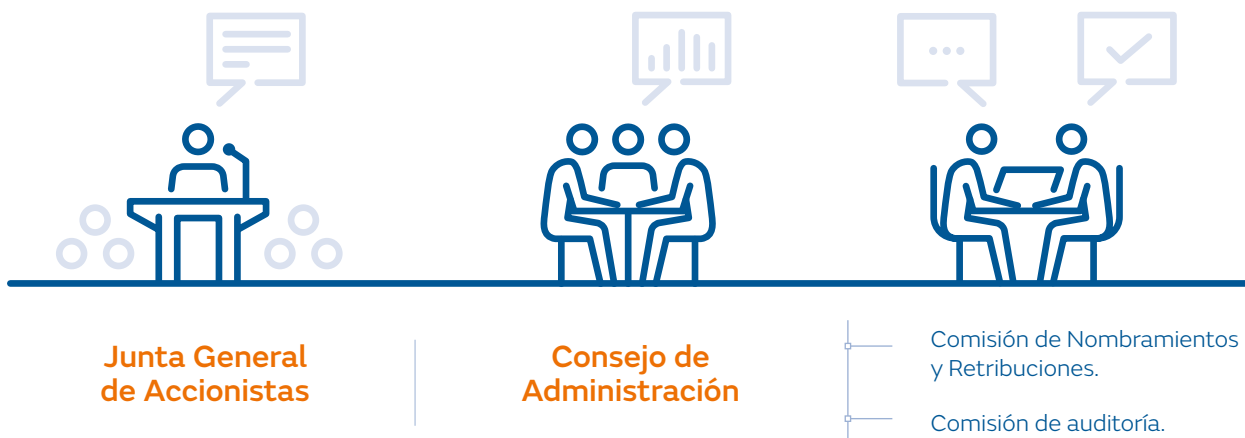 Junta General
de Accionistas
Consejo de
Administración
Comisión de Nombramientos
y Retribuciones.
Comisión de auditoría.